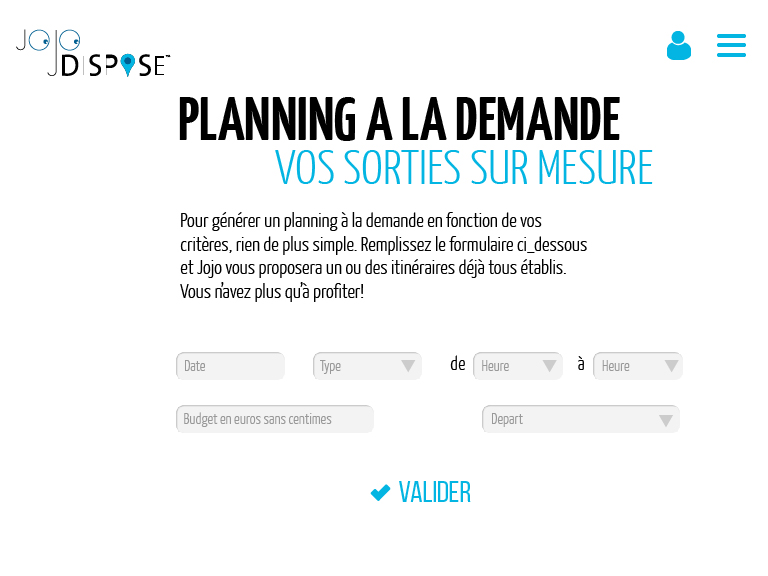 JOJO
DISPOSE™
PLANNING A LA DEMANDE
VOS SORTIES SUR MESURE
Pour générer un planning à la demande en fonction de vos
critères, rien de plus simple. Remplissez le formulaire ci_dessous
et Jojo vous proposera un ou des itinéraires déjà tous établis.
Vous n'avez plus qu'à profiter!
Date Type de Heure à Heure
Budget en euros sans centimes Depart
VALIDER